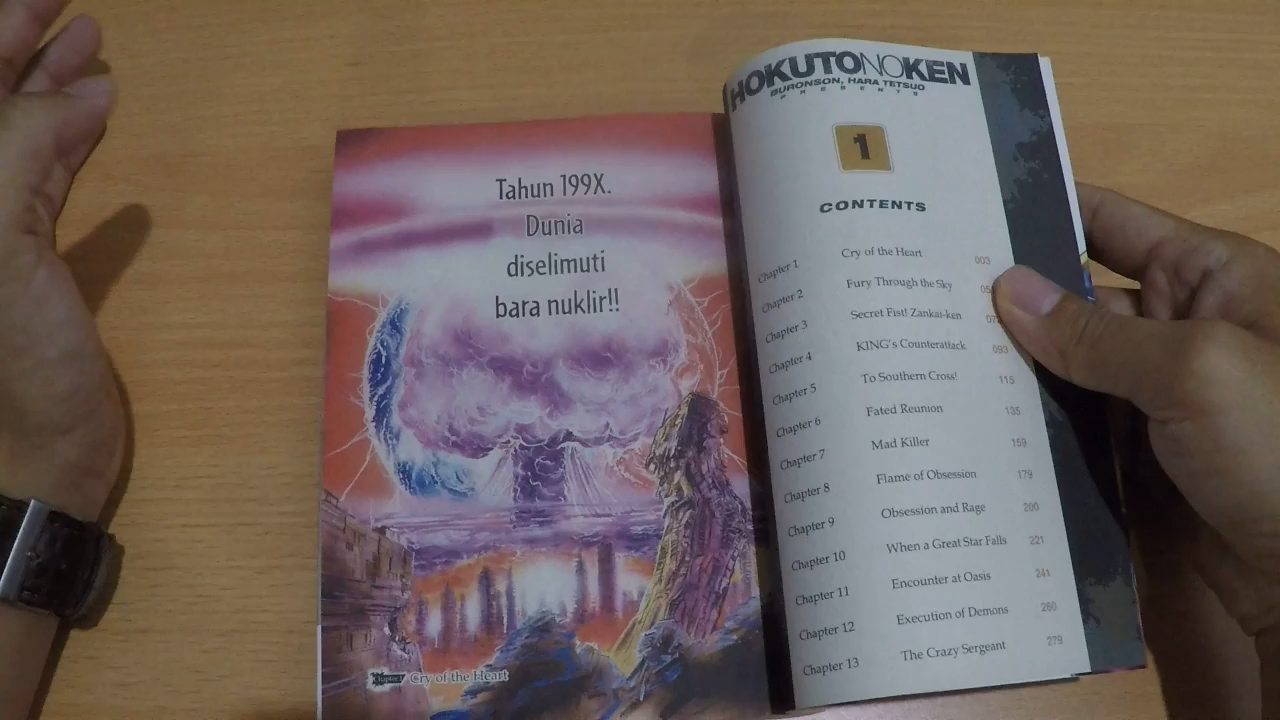 Tahun 199X.
Dunia
diselimuti
bara nuklir!!
Chapter 1 Cry of the Heart
HOKUTO NO KEN
BURONSON, HARA TETSUO
PRESENTS
1
CONTENTS
Chapter 1 Cry of the Heart 003
Chapter 2 Fury Through the Sky
Chapter 3 Secret Fist! Zankai-ken
Chapter 4 KING's Counterattack 093
Chapter 5 To Southern Cross! 115
Chapter 6 Fated Reunion 135
Chapter 7 Mad Killer 159
Chapter 8 Flame of Obsession 179
Chapter 9 Obsession and Rage 200
Chapter 10 When a Great Star Falls 221
Chapter 11 Encounter at Oasis 241
Chapter 12 Execution of Demons 260
Chapter 13 The Crazy Sergeant 279